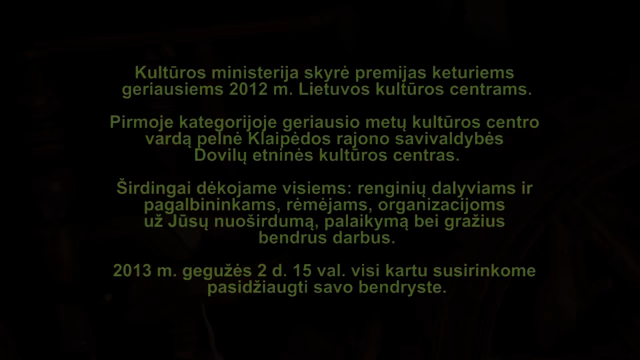 Kultūros ministerija skyrė premijas keturiems
geriausiems 2012 m. Lietuvos kultūros centrams.
Pirmoje kategorijoje geriausio metų kultūros centro
vardą pelnė Klaipėdos rajono savivaldybės
Dovilų etninės kultūros centras.
Širdingai dėkojame visiems: renginių dalyviams ir
pagalbininkams, rėmėjams, organizacijoms
už Jūsų nuoširdumą, palaikymą bei gražius
bendrus darbus.
2013 m. gegužės 2 d. 15 val. visi kartu susirinkome
pasidžiaugti savo bendryste.